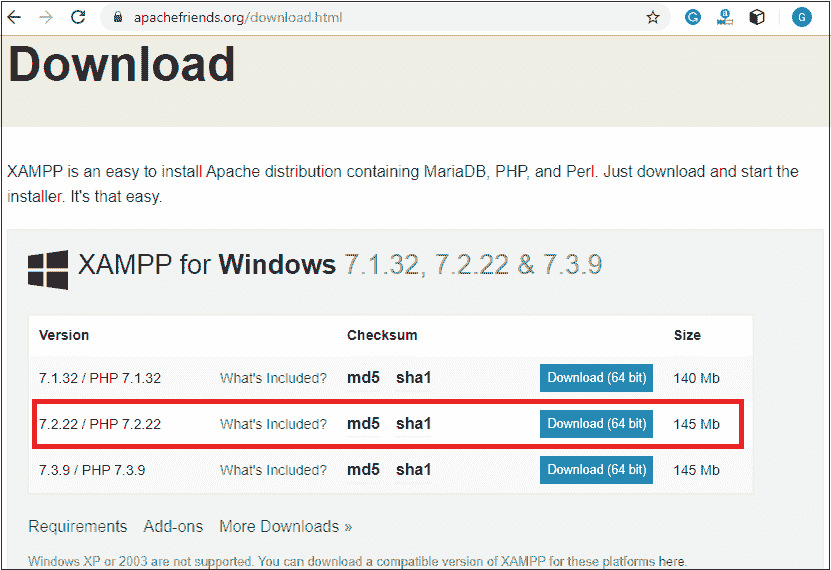 apachefriends.org/download.html
G
a
G
Download
XAMPP is an easy to install Apache distribution containing MariaDB, PHP, and Perl. Just download and start the
installer. It's that easy.
XAMPP for Windows 7.1.32, 7.2.22 & 7.3.9
Version Checksum Size
7.1.32 / PHP 7.1.32 What's Included? md5 sha1 Download (64 bit) 140 Mb
7.2.22 / PHP 7.2.22 What's Included? md5 sha1 Download (64 bit) 145 Mb
7.3.9 / PHP 7.3.9 What's Included? md5 sha1 Download (64 bit) 145 Mb
Requirements Add-ons More Downloads »
Windows XP or 2003 are not supported. You can download a compatible version of XAMPP for these platforms here.